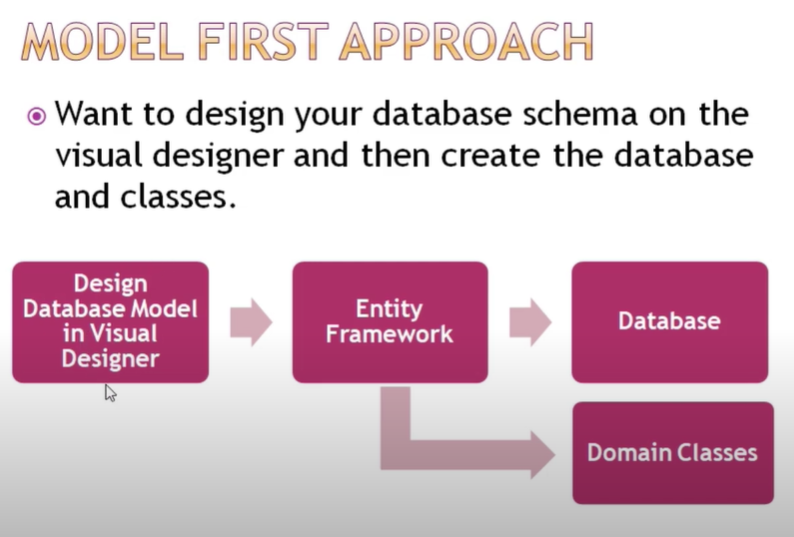 MODEL FIRST APPROACH
Want to design your database schema on the
visual designer and then create the database
and classes.
Design
Database Model
in Visual
Designer
Entity
Framework
Database
Domain Classes